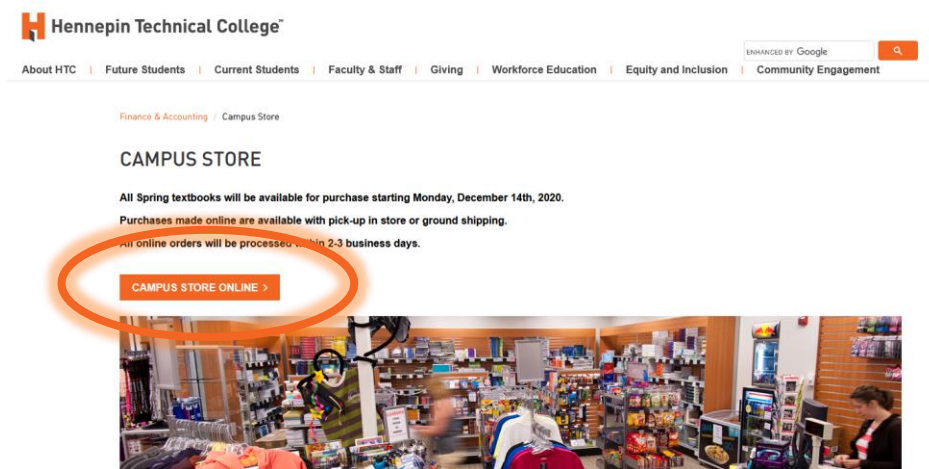 Hennepin Technical College™
ENHANCED BY Google
About HTC | Future Students | Current Students | Faculty & Staff | Giving | Workforce Education | Equity and Inclusion | Community Engagement
Finance & Accounting / Campus Store
CAMPUS STORE
All Spring textbooks will be available for purchase starting Monday, December 14th, 2020.
Purchases made online are available with pick-up in store or ground shipping.
All online orders will be processed within 2-3 business days.
CAMPUS STORE ONLINE >